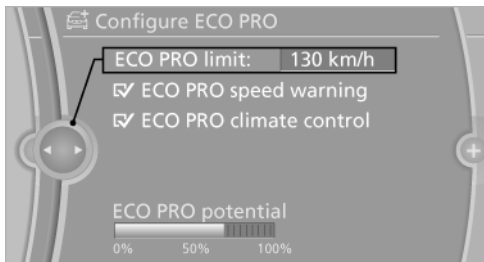 Configure ECO PRO
ECO PRO limit: 130 km/h
ECO PRO speed warning
ECO PRO climate control
ECO PRO potential
0% 50% 100%